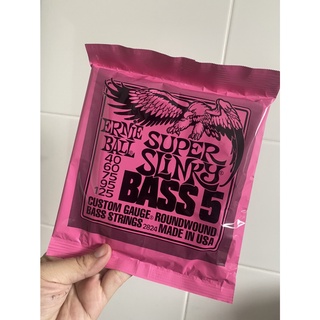 ERNIE BALL
SUPER SLINKY
BASS 5
40
60
75
95
125
CUSTOM GAUGE® ROUNDWOUND
BASS STRINGS 2824 MADE IN USA